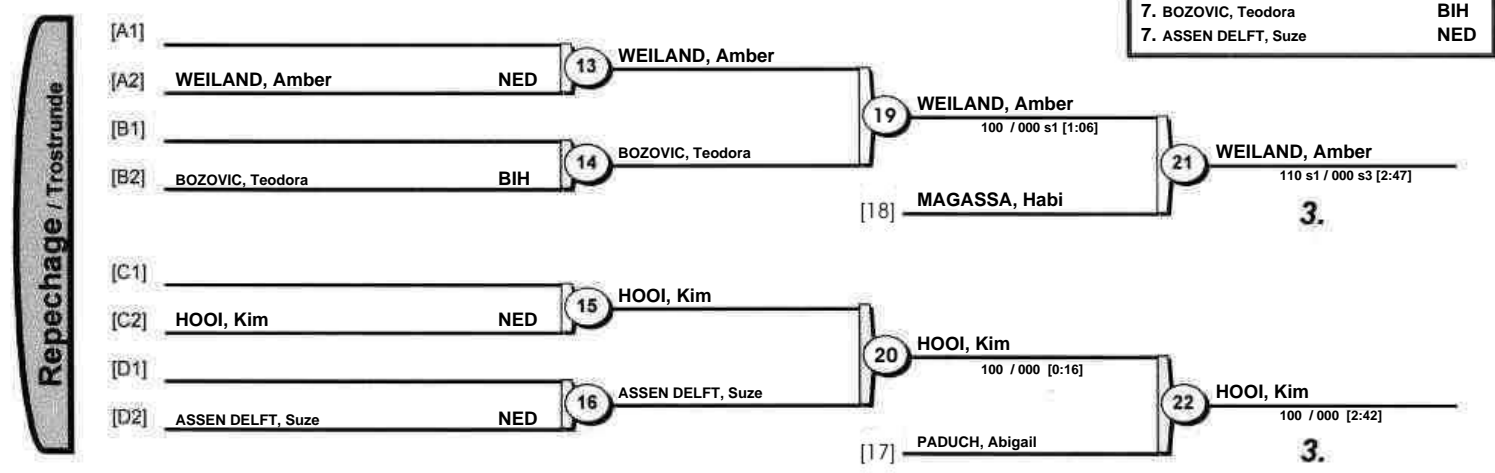 7. BOZOVIC, Teodora BIH
7. ASSEN DELFT, Suze NED
Repechage / Trostrunde
[A1]
[A2] WEILAND, Amber NED
13 WEILAND, Amber
[B1]
[B2] BOZOVIC, Teodora BIH
14 BOZOVIC, Teodora
19 WEILAND, Amber
100 / 000 s1 [1:06]
[18] MAGASSA, Habi
21 WEILAND, Amber
110 s1 / 000 s3 [2:47]
3.
[C1]
[C2] HOOI, Kim NED
15 HOOI, Kim
[D1]
[D2] ASSEN DELFT, Suze NED
16 ASSEN DELFT, Suze
20 HOOI, Kim
100 / 000 [0:16]
[17] PADUCH, Abigail
22 HOOI, Kim
100 / 000 [2:42]
3.